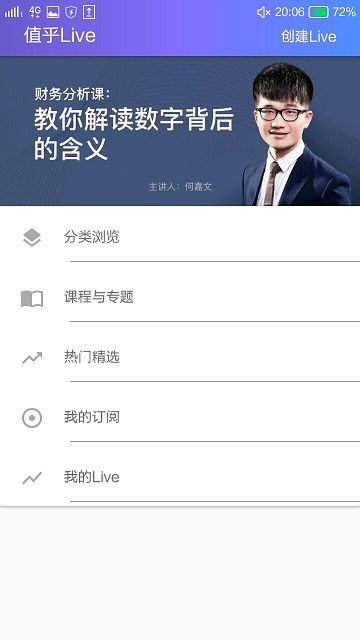 4G 20:06 72%
值乎Live 创建Live
财务分析课：
教你解读数字背后
的含义
主讲人：何嘉文
分类浏览
课程与专题
热门精选
我的订阅
我的Live